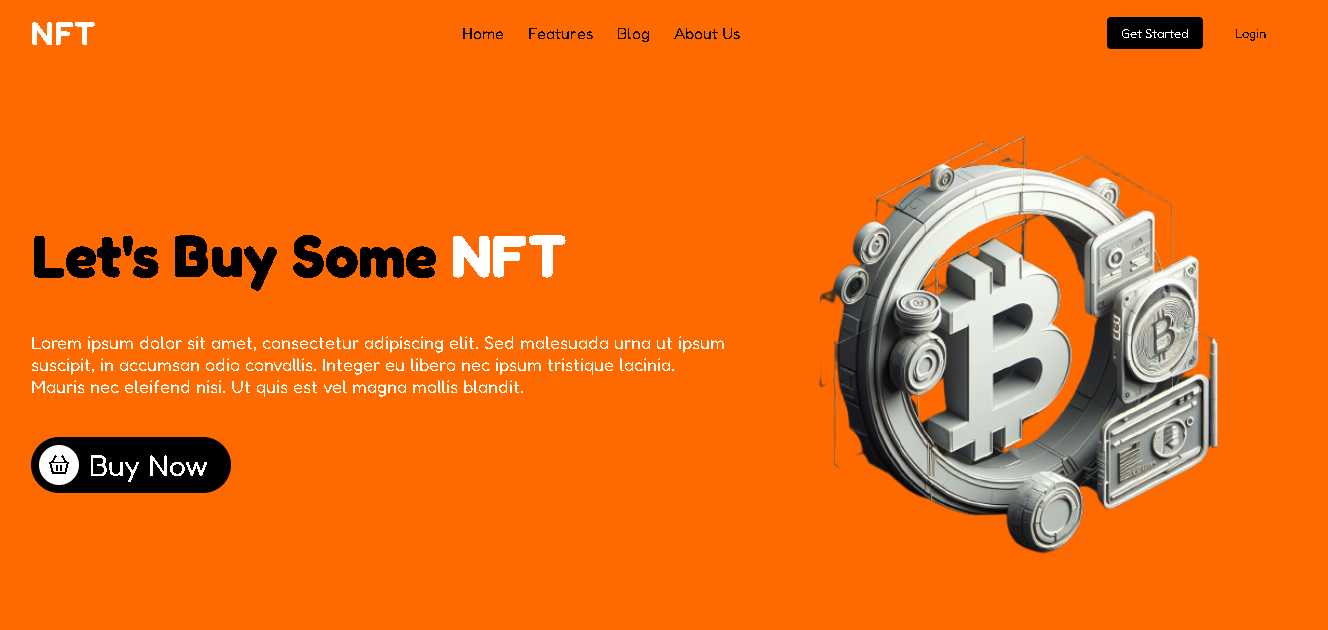 NFT
Home Features Blog About Us
Get Started
Login
Let's Buy Some NFT
Lorem ipsum dolor sit amet, consectetur adipiscing elit. Sed malesuada urna ut ipsum
suscipit, in accumsan odio convallis. Integer eu libero nec ipsum tristique lacinia.
Mauris nec eleifend nisi. Ut quis est vel magna mollis blandit.
Buy Now